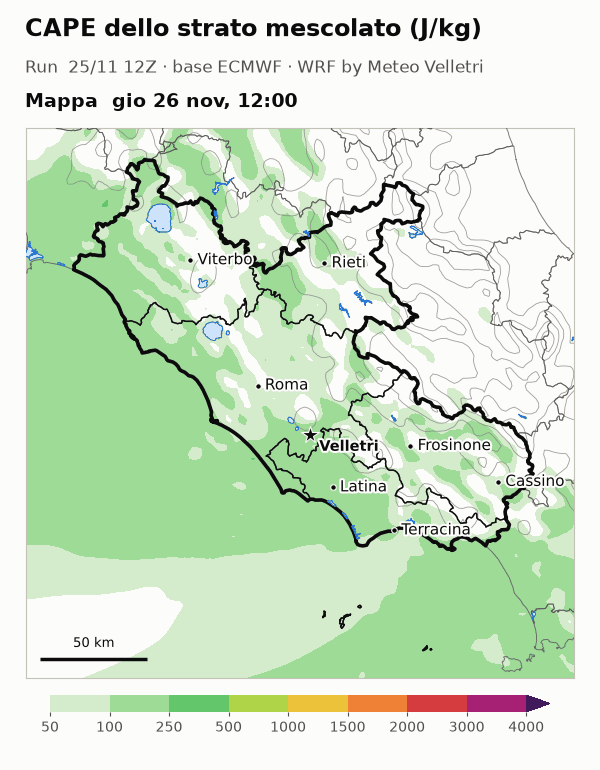 CAPE dello strato mescolato (J/kg)
Run  25/11 12Z · base ECMWF · WRF by Meteo Velletri
Mappa  gio 26 nov, 12:00
Viterbo
Rieti
Roma
Velletri
Frosinone
Latina
Cassino
Terracina
50 km
50 100 250 500 1000 1500 2000 3000 4000